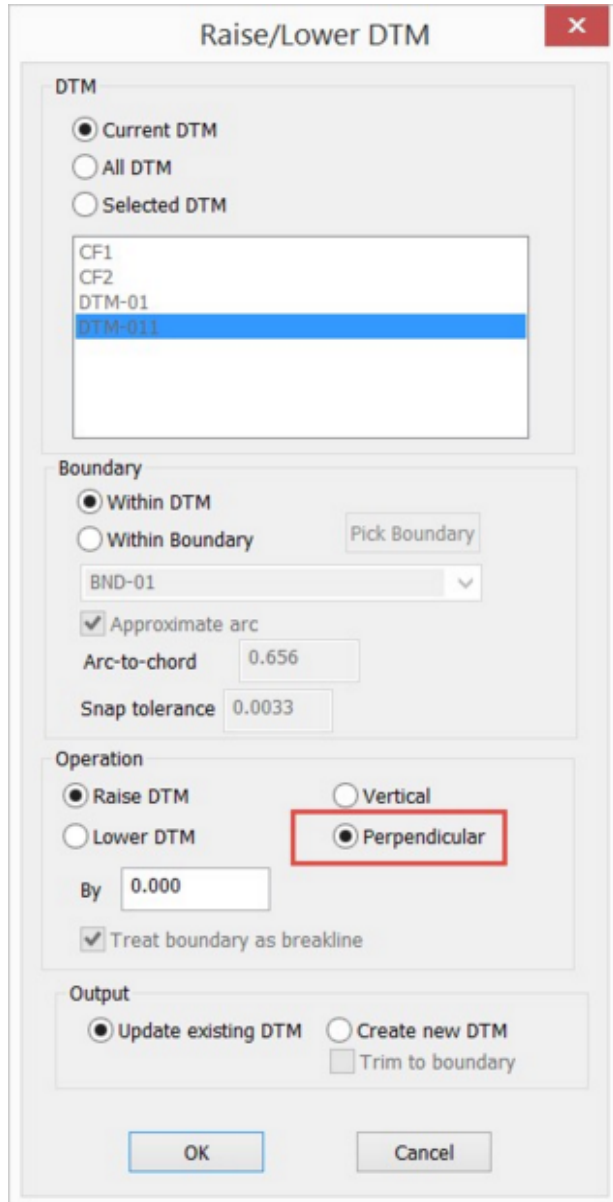 Raise/Lower DTM
DTM
Current DTM
All DTM
Selected DTM
CF1
CF2
DTM-01
DTM-011
Boundary
Within DTM
Within Boundary Pick Boundary
BND-01
Approximate arc
Arc-to-chord 0.656
Snap tolerance 0.0033
Operation
Raise DTM Vertical
Lower DTM Perpendicular
By 0.000
Treat boundary as breakline
Output
Update existing DTM Create new DTM
Trim to boundary
OK Cancel